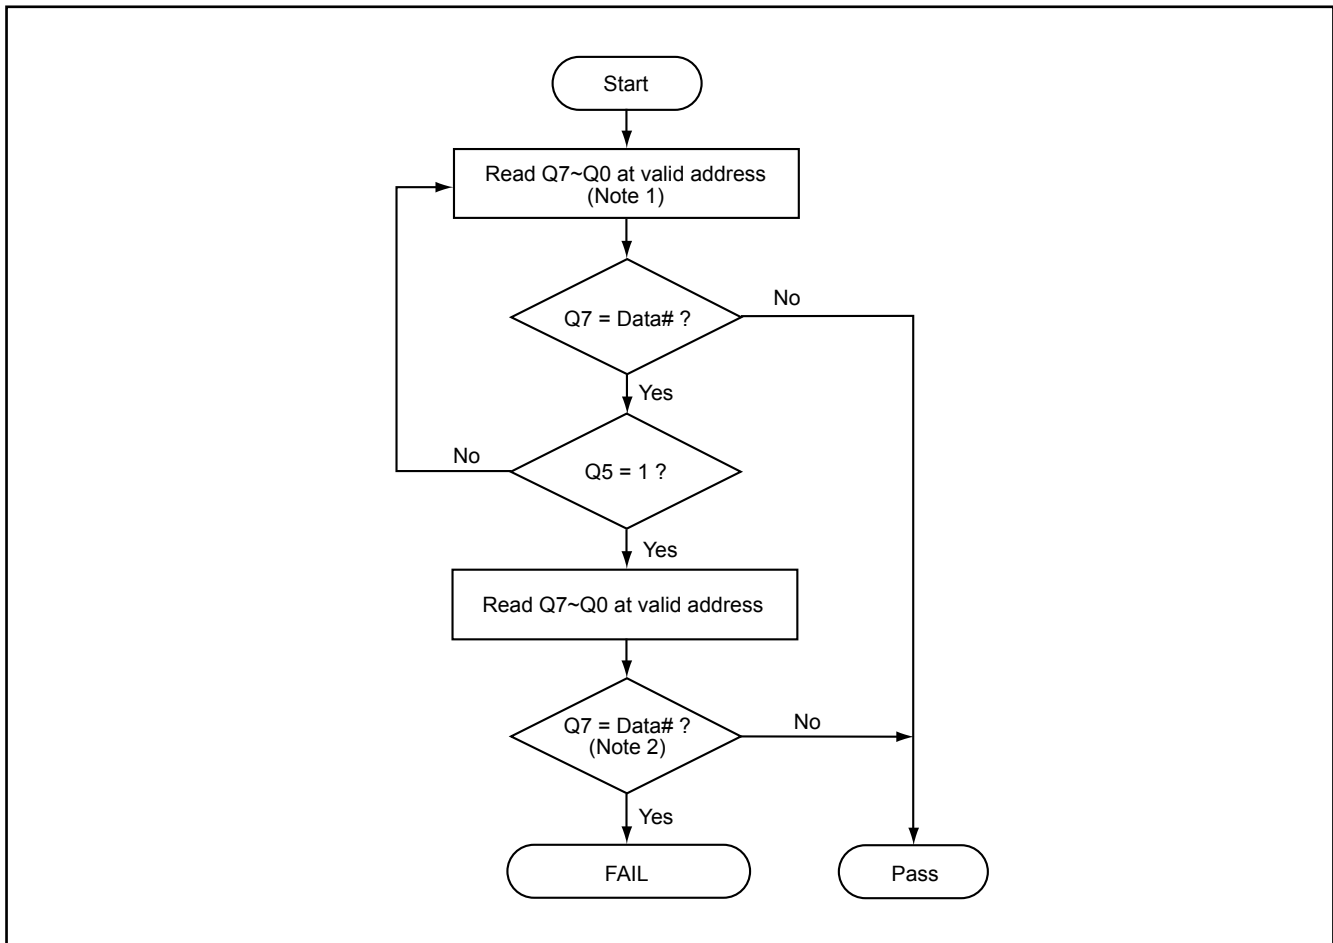 Start
Read Q7~Q0 at valid address
(Note 1)
Q7 = Data# ?
No
Yes
Q5 = 1 ?
No
Yes
Read Q7~Q0 at valid address
Q7 = Data# ?
(Note 2)
No
Yes
FAIL
Pass